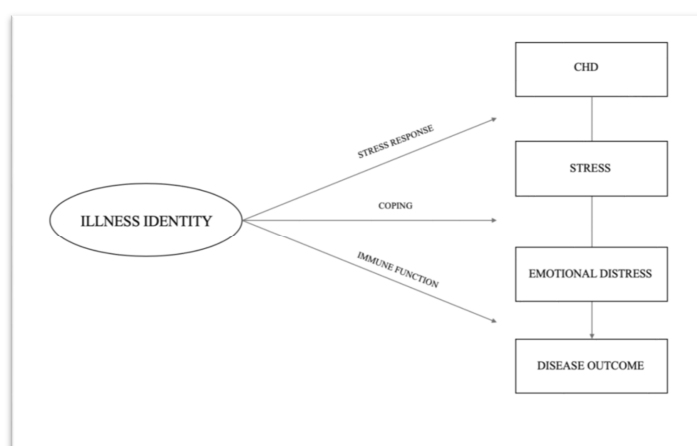 CHD
STRESS RESPONSE
STRESS
COPING
ILLNESS IDENTITY
IMMUNE FUNCTION
EMOTIONAL DISTRESS
DISEASE OUTCOME